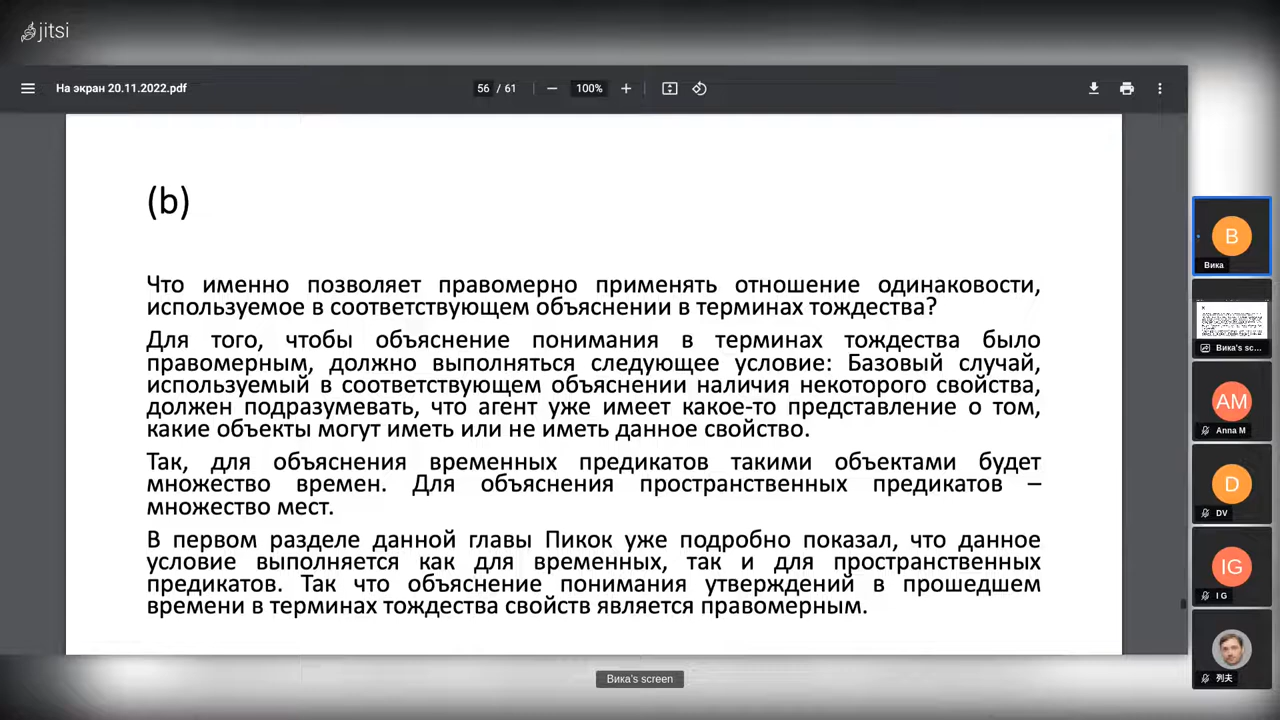 jitsi
На экран 20.11.2022.pdf
56 / 61
100%
(b)
Что именно позволяет правомерно применять отношение одинаковости,
используемое в соответствующем объяснении в терминах тождества?
Для того, чтобы объяснение понимания в терминах тождества было
правомерным, должно выполняться следующее условие: Базовый случай,
используемый в соответствующем объяснении наличия некоторого свойства,
должен подразумевать, что агент уже имеет какое-то представление о том,
какие объекты могут иметь или не иметь данное свойство.
Так, для объяснения временных предикатов такими объектами будет
множество времен. Для объяснения пространственных предикатов –
множество мест.
В первом разделе данной главы Пикок уже подробно показал, что данное
условие выполняется как для временных, так и для пространственных
предикатов. Так что объяснение понимания утверждений в прошедшем
времени в терминах тождества свойств является правомерным.
В
Вика
Вика's sc...
AM
Anna M
D
DV
IG
I G
列夫
Вика's screen